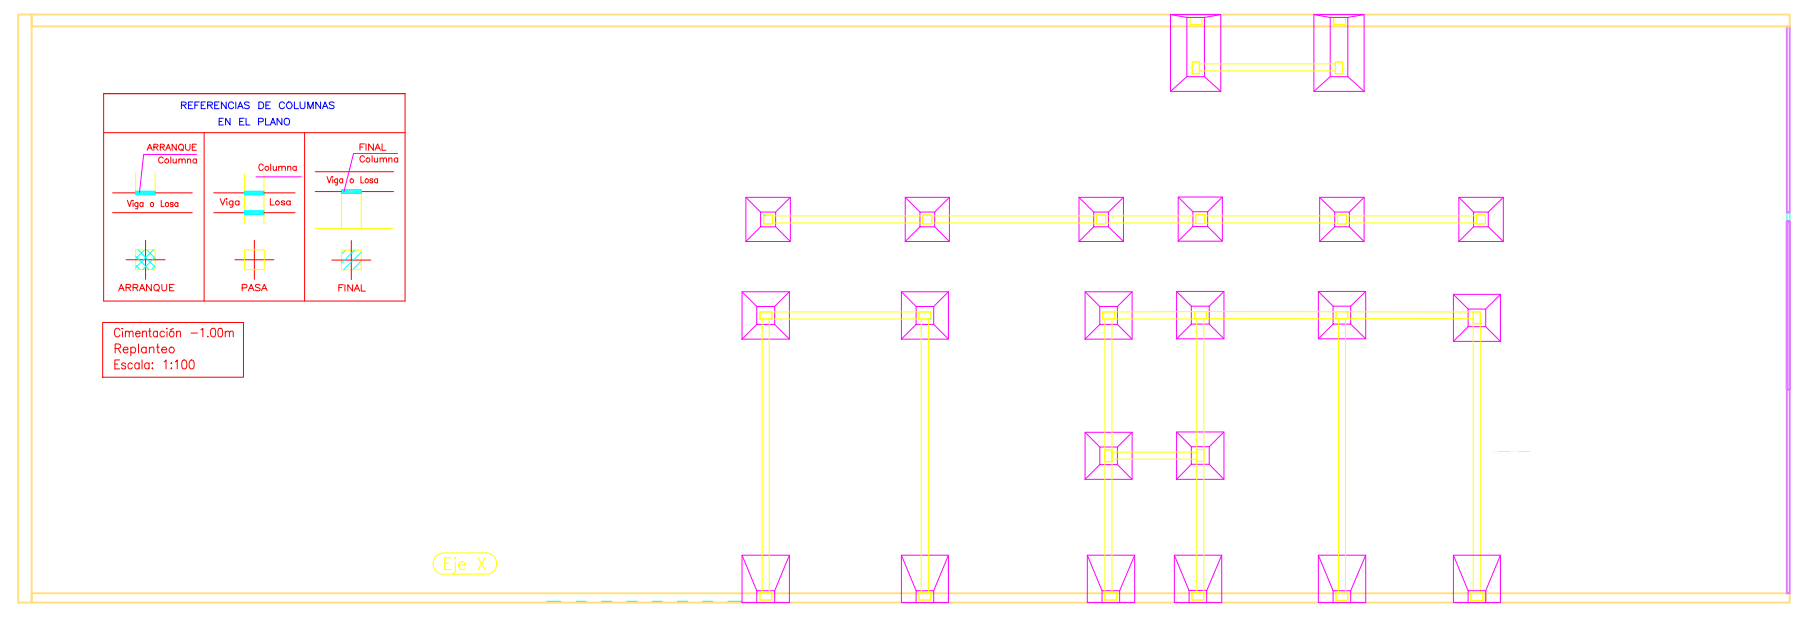 REFERENCIAS DE COLUMNAS
EN EL PLANO
ARRANQUE
Columna
Viga o Losa
ARRANQUE
Columna
Viga
Losa
PASA
FINAL
Columna
Viga o Losa
FINAL
Cimentación -1.00m
Replanteo
Escala: 1:100
Eje X